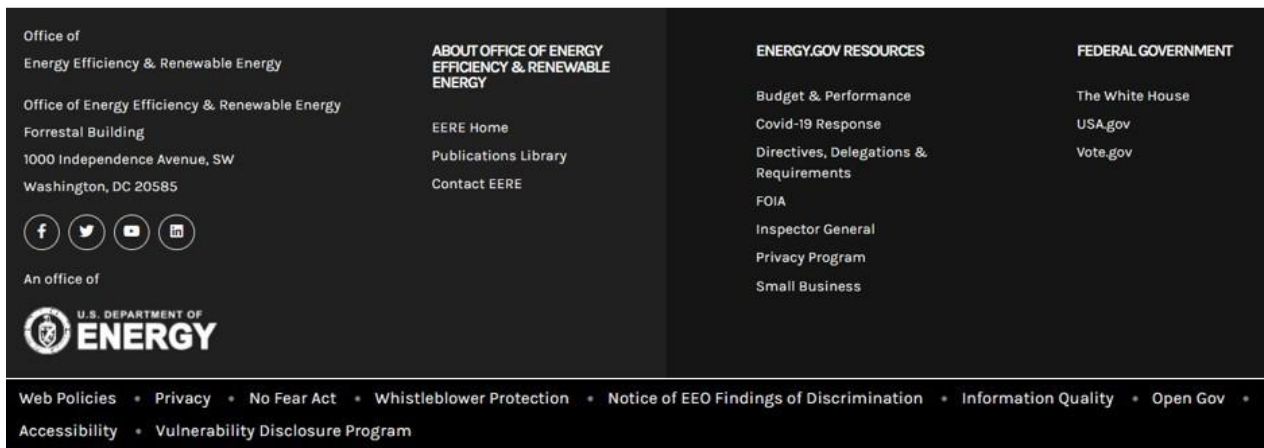 Office of
Energy Efficiency & Renewable Energy
Office of Energy Efficiency & Renewable Energy
Forrestal Building
1000 Independence Avenue, SW
Washington, DC 20585
An office of
U.S. DEPARTMENT OF
ENERGY
ABOUT OFFICE OF ENERGY
EFFICIENCY & RENEWABLE
ENERGY
EERE Home
Publications Library
Contact EERE
ENERGY.GOV RESOURCES
Budget & Performance
Covid-19 Response
Directives, Delegations &
Requirements
FOIA
Inspector General
Privacy Program
Small Business
FEDERAL GOVERNMENT
The White House
USA.gov
Vote.gov
Web Policies • Privacy • No Fear Act • Whistleblower Protection • Notice of EEO Findings of Discrimination • Information Quality • Open Gov •
Accessibility • Vulnerability Disclosure Program